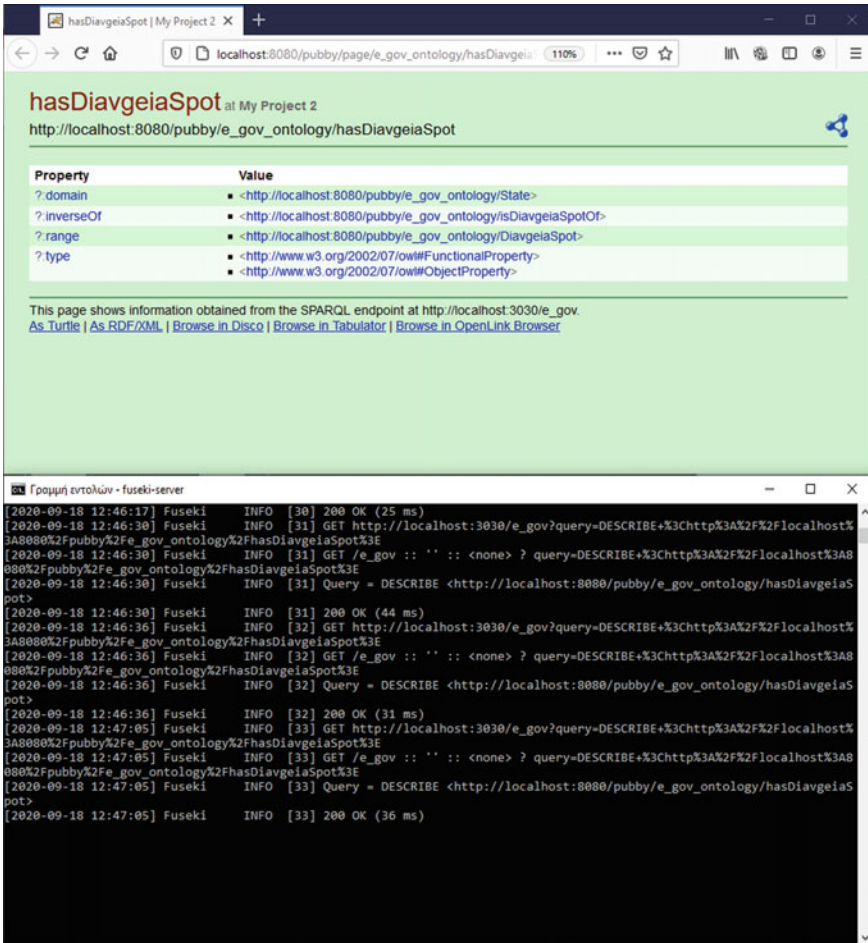 hasDiavgeiaSpot | My Project 2
localhost:8080/pubby/page/e_gov_ontology/hasDiavgeiaS
110%
hasDiavgeiaSpot at My Project 2
http://localhost:8080/pubby/e_gov_ontology/hasDiavgeiaSpot
Property Value
?:domain ▪ <http://localhost:8080/pubby/e_gov_ontology/State>
?:inverseOf ▪ <http://localhost:8080/pubby/e_gov_ontology/isDiavgeiaSpotOf>
?:range ▪ <http://localhost:8080/pubby/e_gov_ontology/DiavgeiaSpot>
?:type ▪ <http://www.w3.org/2002/07/owl#FunctionalProperty>
▪ <http://www.w3.org/2002/07/owl#ObjectProperty>
This page shows information obtained from the SPARQL endpoint at http://localhost:3030/e_gov.
As Turtle | As RDF/XML | Browse in Disco | Browse in Tabulator | Browse in OpenLink Browser
Γραμμή εντολών - fuseki-server
[2020-09-18 12:46:17] Fuseki INFO [30] 200 OK (25 ms)
[2020-09-18 12:46:30] Fuseki INFO [31] GET http://localhost:3030/e_gov?query=DESCRIBE+%3Chttp%3A%2F%2Flocalhost%
3A8080%2Fpubby%2Fe_gov_ontology%2FhasDiavgeiaSpot%3E
[2020-09-18 12:46:30] Fuseki INFO [31] GET /e_gov :: '' :: <none> ? query=DESCRIBE+%3Chttp%3A%2F%2Flocalhost%3A8
080%2Fpubby%2Fe_gov_ontology%2FhasDiavgeiaSpot%3E
[2020-09-18 12:46:30] Fuseki INFO [31] Query = DESCRIBE <http://localhost:8080/pubby/e_gov_ontology/hasDiavgeiaS
pot>
[2020-09-18 12:46:30] Fuseki INFO [31] 200 OK (44 ms)
[2020-09-18 12:46:36] Fuseki INFO [32] GET http://localhost:3030/e_gov?query=DESCRIBE+%3Chttp%3A%2F%2Flocalhost%
3A8080%2Fpubby%2Fe_gov_ontology%2FhasDiavgeiaSpot%3E
[2020-09-18 12:46:36] Fuseki INFO [32] GET /e_gov :: '' :: <none> ? query=DESCRIBE+%3Chttp%3A%2F%2Flocalhost%3A8
080%2Fpubby%2Fe_gov_ontology%2FhasDiavgeiaSpot%3E
[2020-09-18 12:46:36] Fuseki INFO [32] Query = DESCRIBE <http://localhost:8080/pubby/e_gov_ontology/hasDiavgeiaS
pot>
[2020-09-18 12:46:36] Fuseki INFO [32] 200 OK (31 ms)
[2020-09-18 12:47:05] Fuseki INFO [33] GET http://localhost:3030/e_gov?query=DESCRIBE+%3Chttp%3A%2F%2Flocalhost%
3A8080%2Fpubby%2Fe_gov_ontology%2FhasDiavgeiaSpot%3E
[2020-09-18 12:47:05] Fuseki INFO [33] GET /e_gov :: '' :: <none> ? query=DESCRIBE+%3Chttp%3A%2F%2Flocalhost%3A8
080%2Fpubby%2Fe_gov_ontology%2FhasDiavgeiaSpot%3E
[2020-09-18 12:47:05] Fuseki INFO [33] Query = DESCRIBE <http://localhost:8080/pubby/e_gov_ontology/hasDiavgeiaS
pot>
[2020-09-18 12:47:05] Fuseki INFO [33] 200 OK (36 ms)